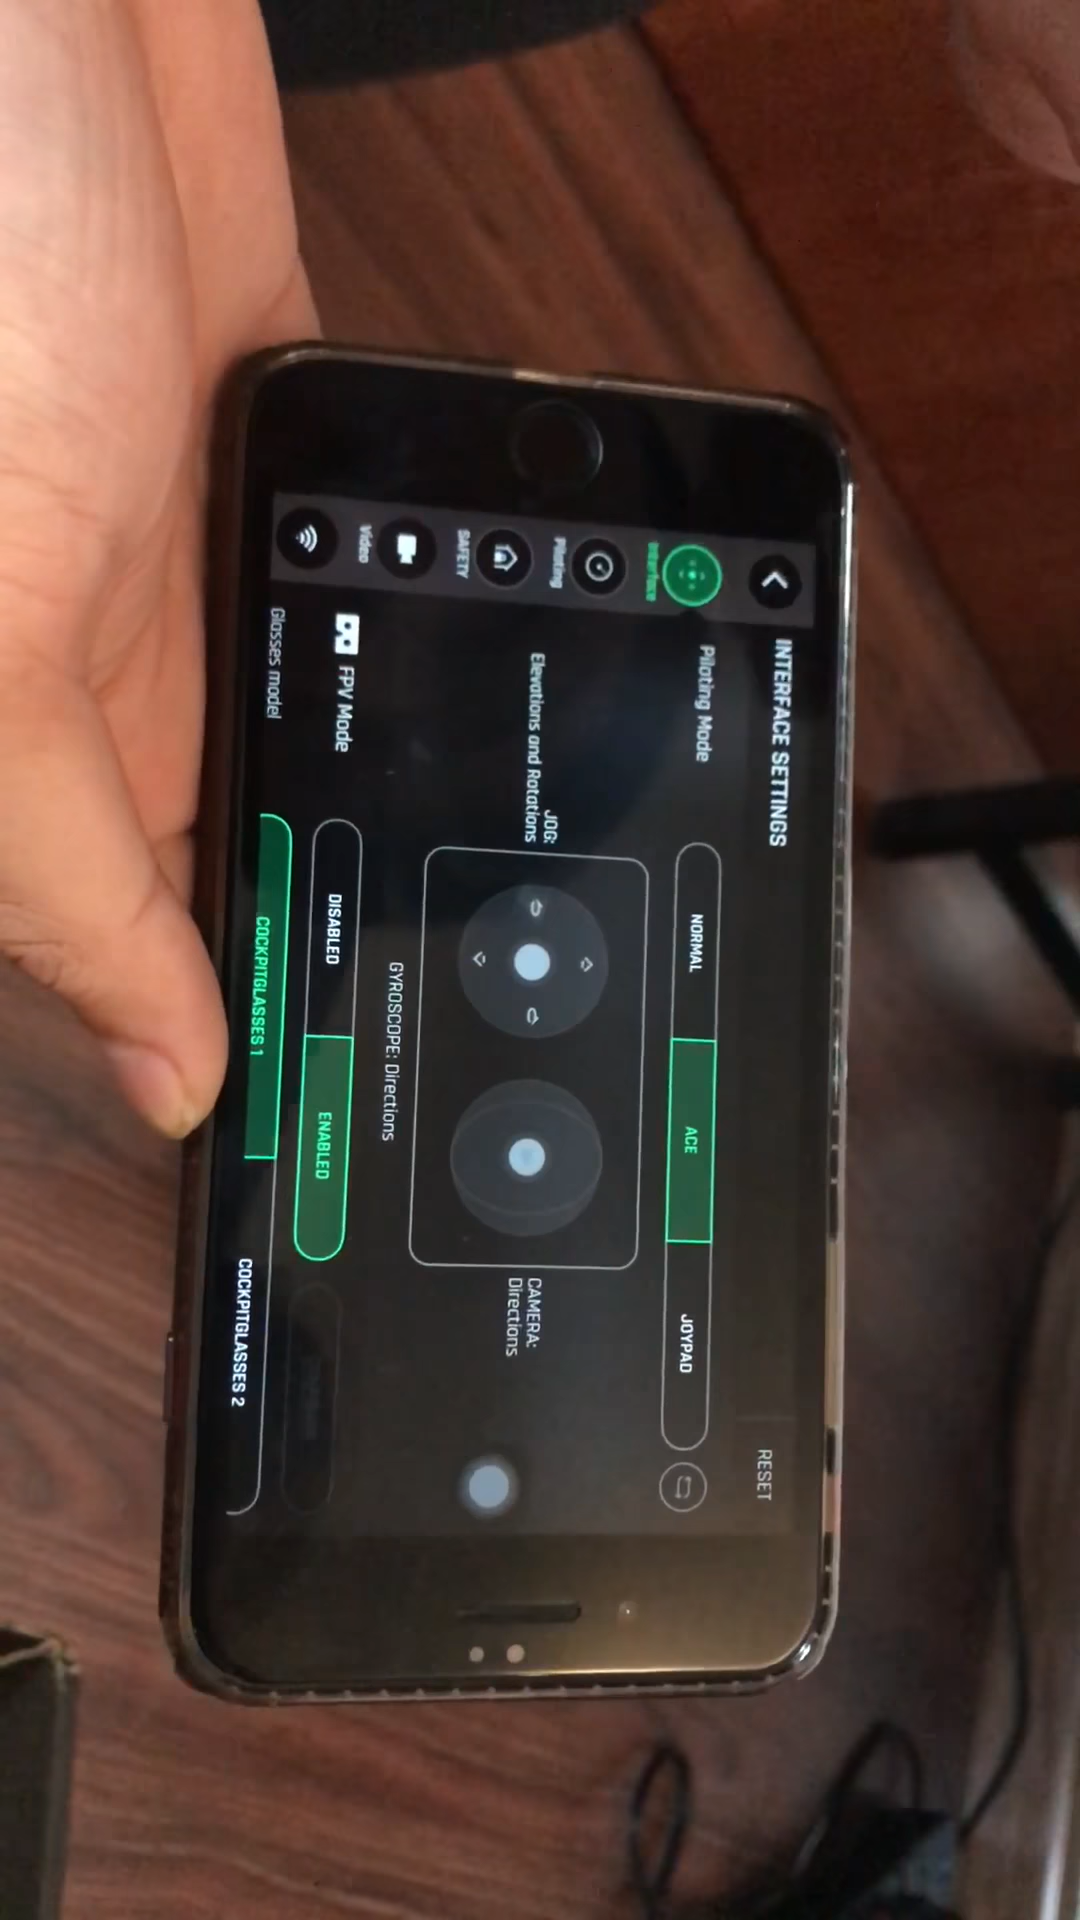 INTERFACE SETTINGS
RESET
Interface
Piloting
SAFETY
Video
Piloting Mode
NORMAL
ACE
JOYPAD
JOG:
Elevations and Rotations
CAMERA:
Directions
GYROSCOPE: Directions
FPV Mode
DISABLED
ENABLED
Glasses model
COCKPITGLASSES 1
COCKPITGLASSES 2